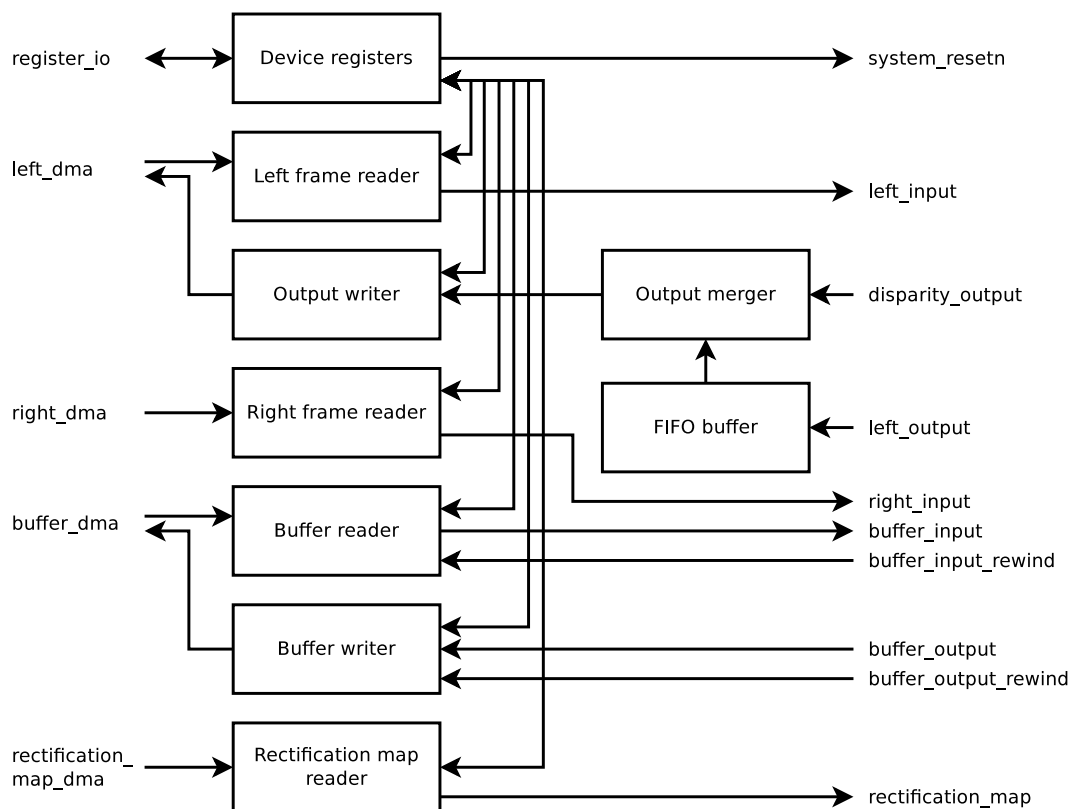 register_io
Device registers
system_resetn
left_dma
Left frame reader
left_input
Output writer
Output merger
disparity_output
right_dma
Right frame reader
FIFO buffer
left_output
right_input
buffer_dma
Buffer reader
buffer_input
buffer_input_rewind
Buffer writer
buffer_output
buffer_output_rewind
rectification_
map_dma
Rectification map
reader
rectification_map